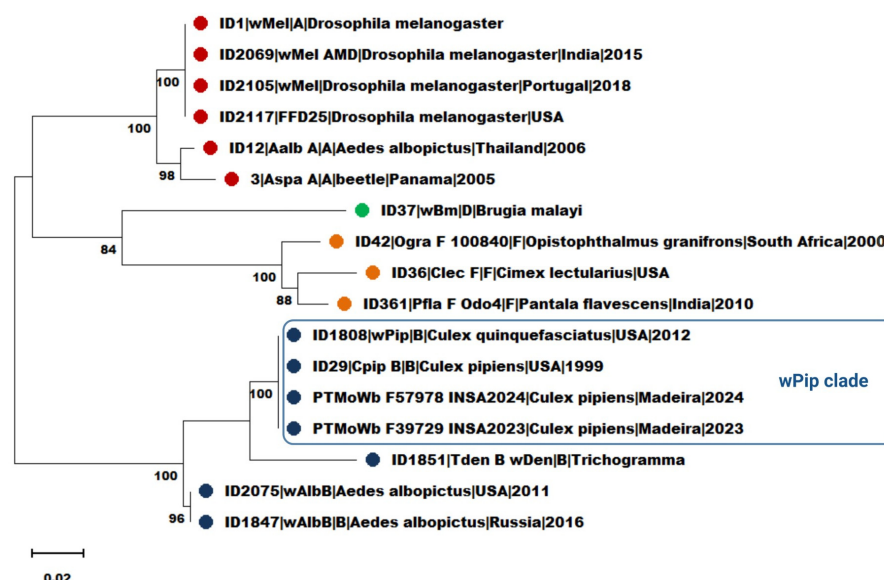 ID1|wMel|A|Drosophila melanogaster
ID2069|wMel AMD|Drosophila melanogaster|India|2015
ID2105|wMel|Drosophila melanogaster|Portugal|2018
100
ID2117|FFD25|Drosophila melanogaster|USA
100
ID12|Aalb A|A|Aedes albopictus|Thailand|2006
98
3|Aspa A|A|beetle|Panama|2005
ID37|wBm|D|Brugia malayi
84
ID42|Ogra F 100840|F|Opistophthalmus granifrons|South Africa|2000
100
ID36|Clec F|F|Cimex lectularius|USA
88
ID361|Pfla F Odo4|F|Pantala flavescens|India|2010
ID1808|wPip|B|Culex quinquefasciatus|USA|2012
ID29|Cpip B|B|Culex pipiens|USA|1999
wPip clade
100
PTMoWb F57978 INSA2024|Culex pipiens|Madeira|2024
PTMoWb F39729 INSA2023|Culex pipiens|Madeira|2023
ID1851|Tden B wDen|B|Trichogramma
100
ID2075|wAlbB|Aedes albopictus|USA|2011
96
ID1847|wAlbB|B|Aedes albopictus|Russia|2016
0.02